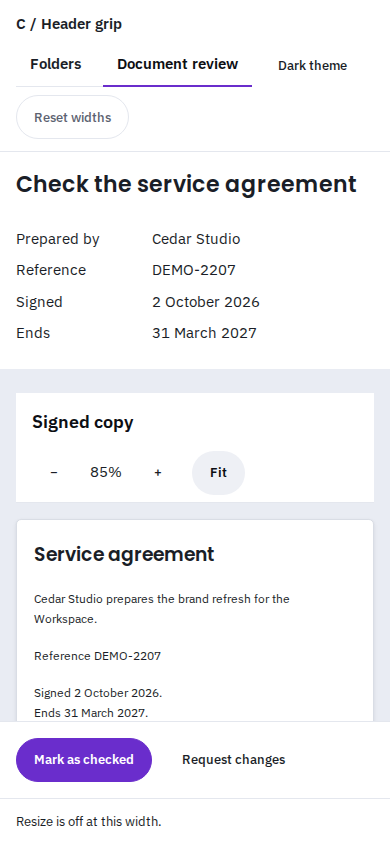 C / Header grip
Folders Document review Dark theme
Reset widths
Check the service agreement
Prepared by Cedar Studio
Reference DEMO-2207
Signed 2 October 2026
Ends 31 March 2027
Signed copy
− 85% + Fit
Service agreement
Cedar Studio prepares the brand refresh for the
Workspace.
Reference DEMO-2207
Signed 2 October 2026.
Ends 31 March 2027.
Mark as checked Request changes
Resize is off at this width.